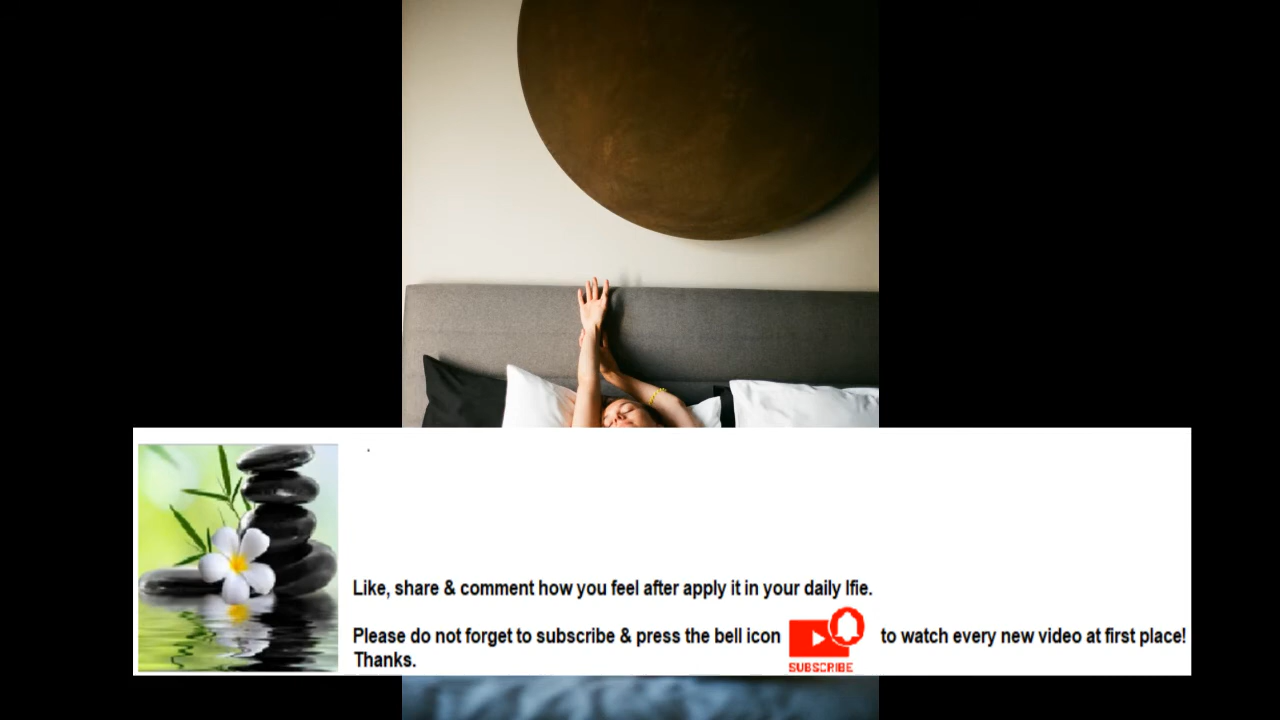 Like, share & comment how you feel after apply it in your daily lfie.
Please do not forget to subscribe & press the bell icon to watch every new video at first place!
SUBSCRIBE
Thanks.